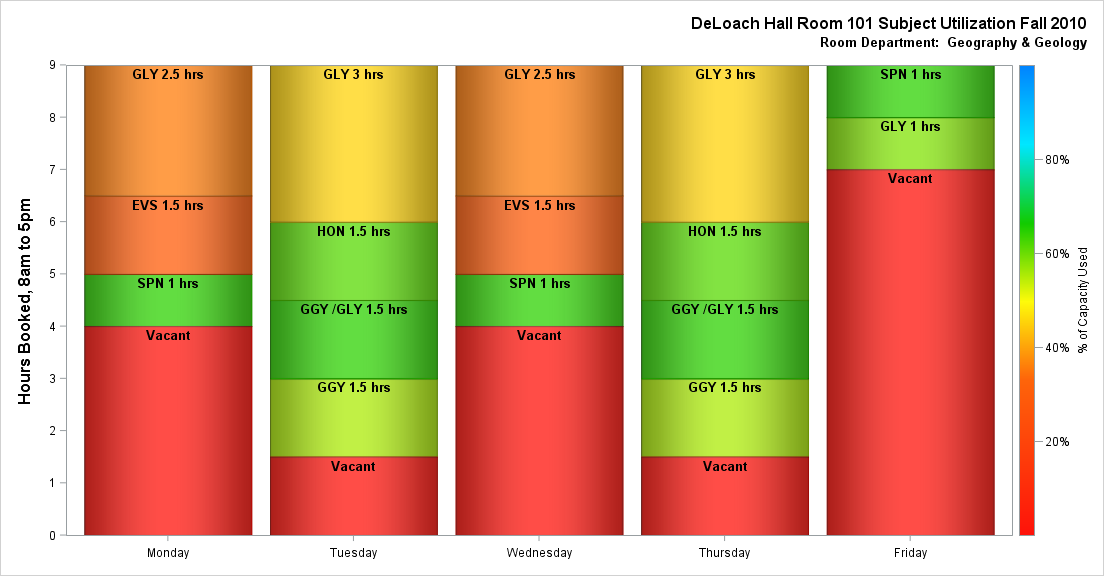 DeLoach Hall Room 101 Subject Utilization Fall 2010
Room Department:  Geography & Geology
Hours Booked, 8am to 5pm
9
8
7
6
5
4
3
2
1
0
GLY 2.5 hrs
EVS 1.5 hrs
SPN 1 hrs
Vacant
GLY 3 hrs
HON 1.5 hrs
GGY /GLY 1.5 hrs
GGY 1.5 hrs
Vacant
GLY 2.5 hrs
EVS 1.5 hrs
SPN 1 hrs
Vacant
GLY 3 hrs
HON 1.5 hrs
GGY /GLY 1.5 hrs
GGY 1.5 hrs
Vacant
SPN 1 hrs
GLY 1 hrs
Vacant
Monday
Tuesday
Wednesday
Thursday
Friday
80%
60%
40%
20%
% of Capacity Used